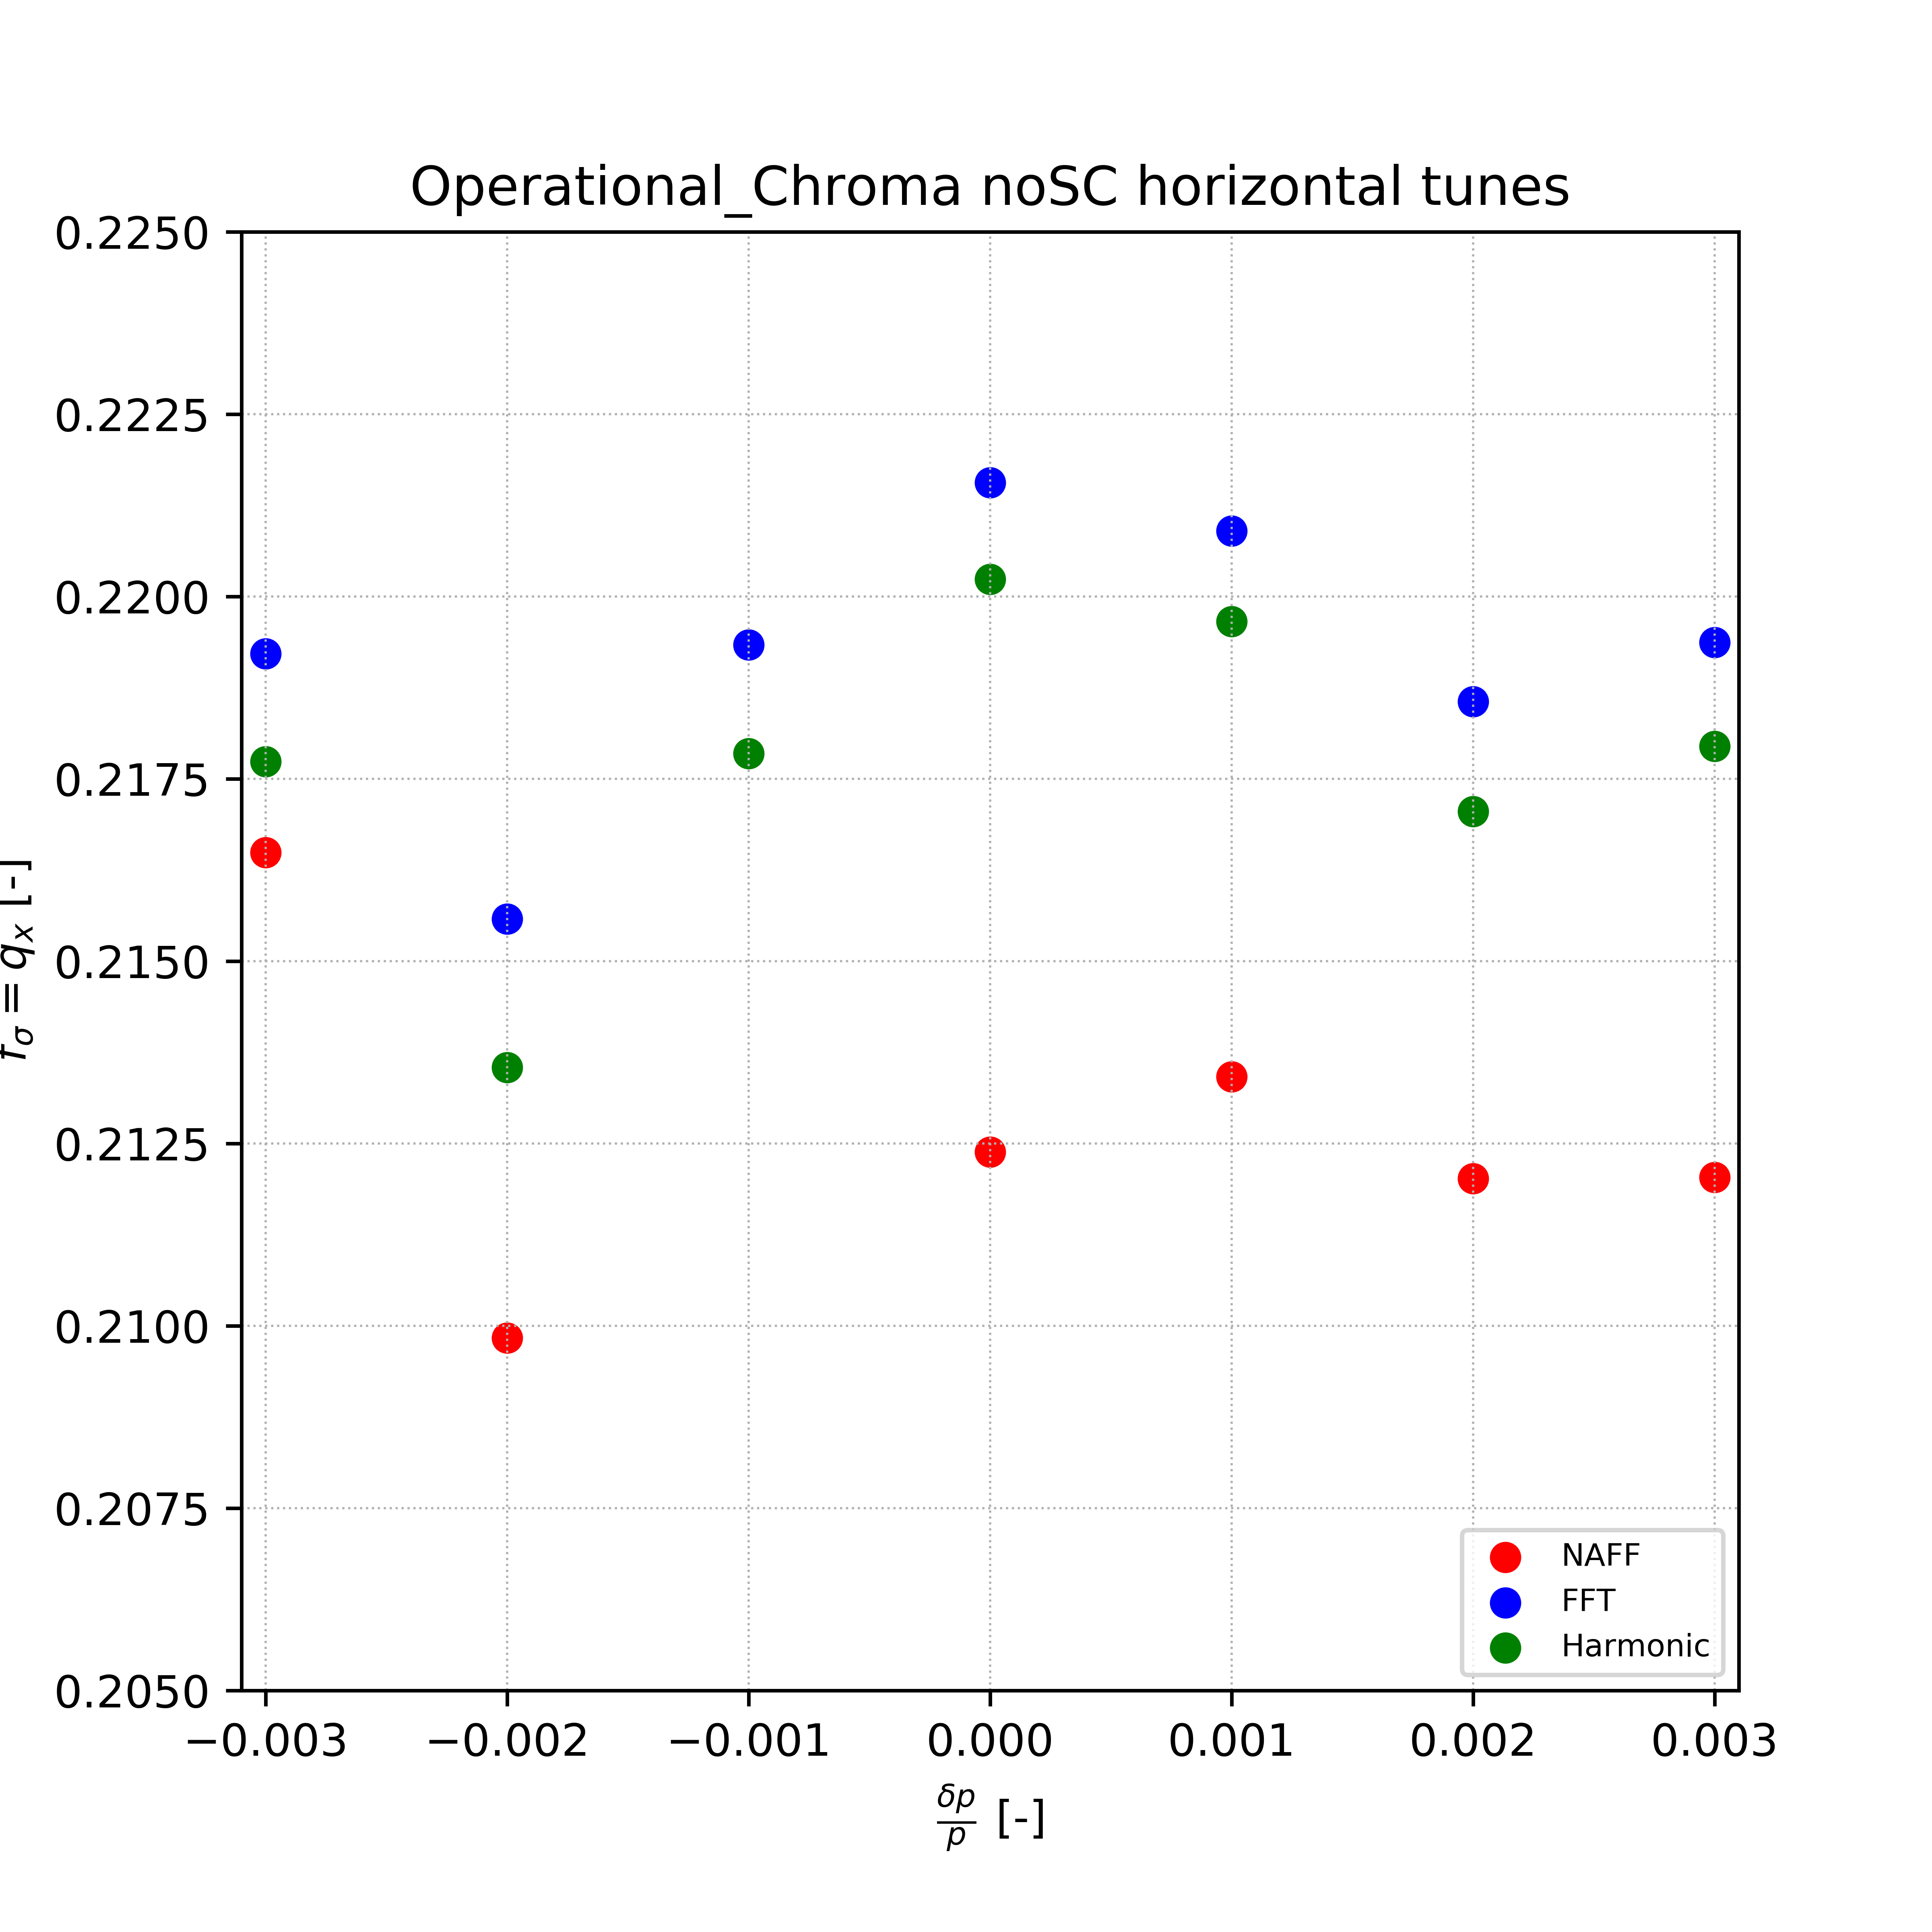 Operational_Chroma noSC horizontal tunes
0.2250
0.2225
0.2200
0.2175
0.2150
0.2125
0.2100
0.2075
0.2050
f_σ = q_x [-]
NAFF
FFT
Harmonic
−0.003 −0.002 −0.001 0.000 0.001 0.002 0.003
δp/p [-]